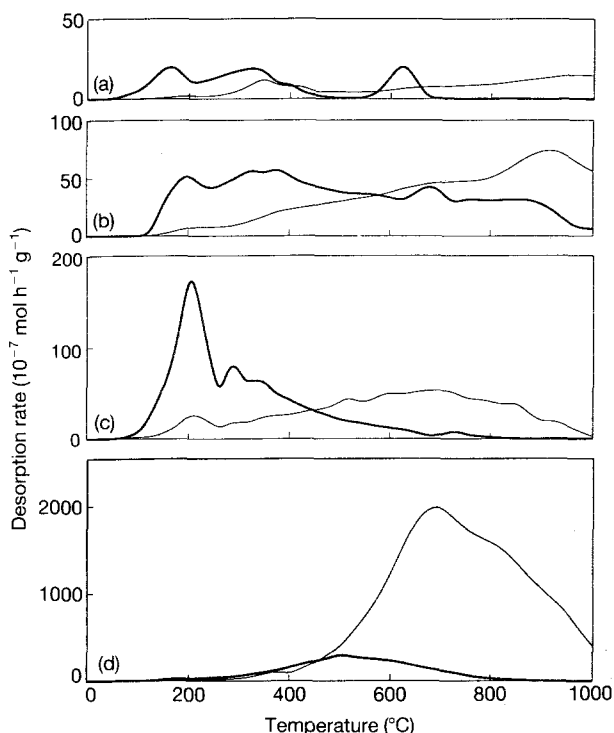 50
(a)
0
100
50
(b)
0
200
100
(c)
0
2000
1000
(d)
0
0 200 400 600 800 1000
Temperature (°C)
Desorption rate (10⁻⁷ mol h⁻¹ g⁻¹)